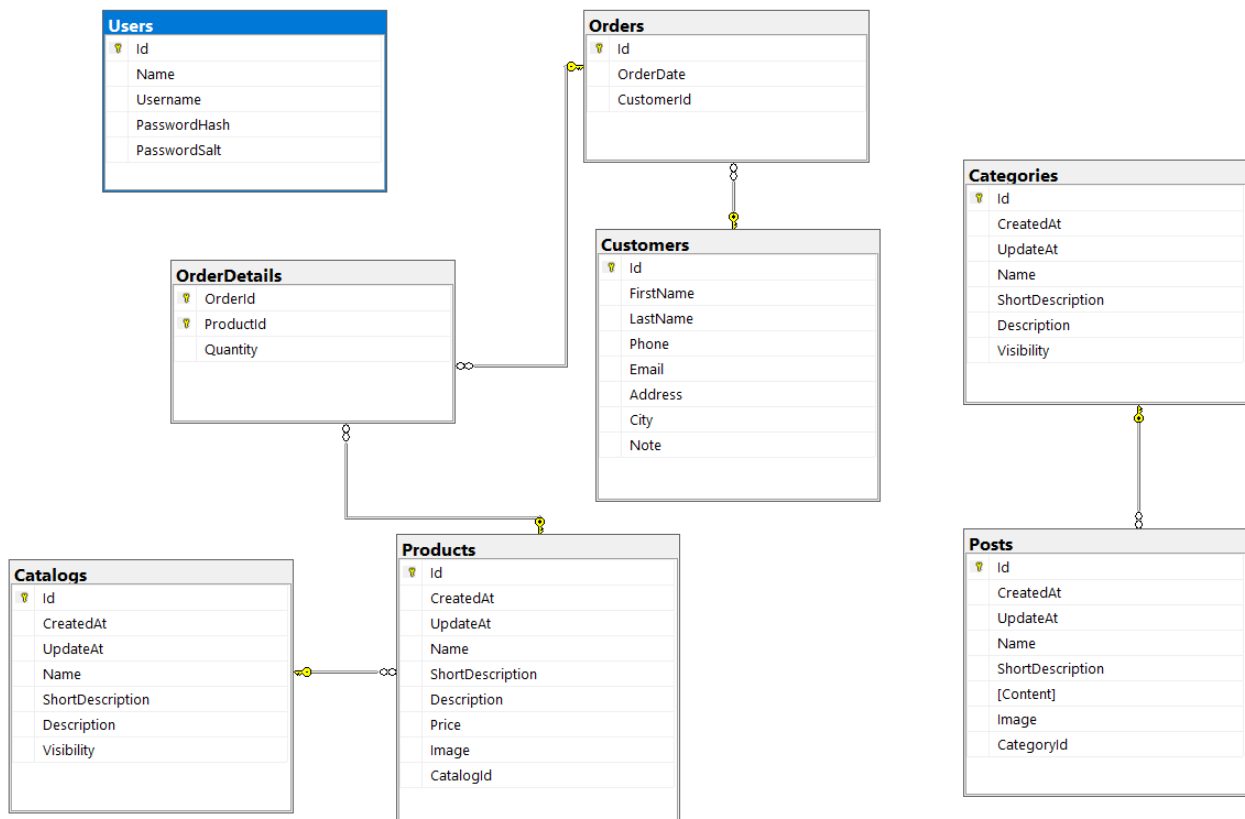 Users
Id
Name
Username
PasswordHash
PasswordSalt
Orders
Id
OrderDate
CustomerId
Customers
Id
FirstName
LastName
Phone
Email
Address
City
Note
OrderDetails
OrderId
ProductId
Quantity
Catalogs
Id
CreatedAt
UpdateAt
Name
ShortDescription
Description
Visibility
Products
Id
CreatedAt
UpdateAt
Name
ShortDescription
Description
Price
Image
CatalogId
Categories
Id
CreatedAt
UpdateAt
Name
ShortDescription
Description
Visibility
Posts
Id
CreatedAt
UpdateAt
Name
ShortDescription
[Content]
Image
CategoryId